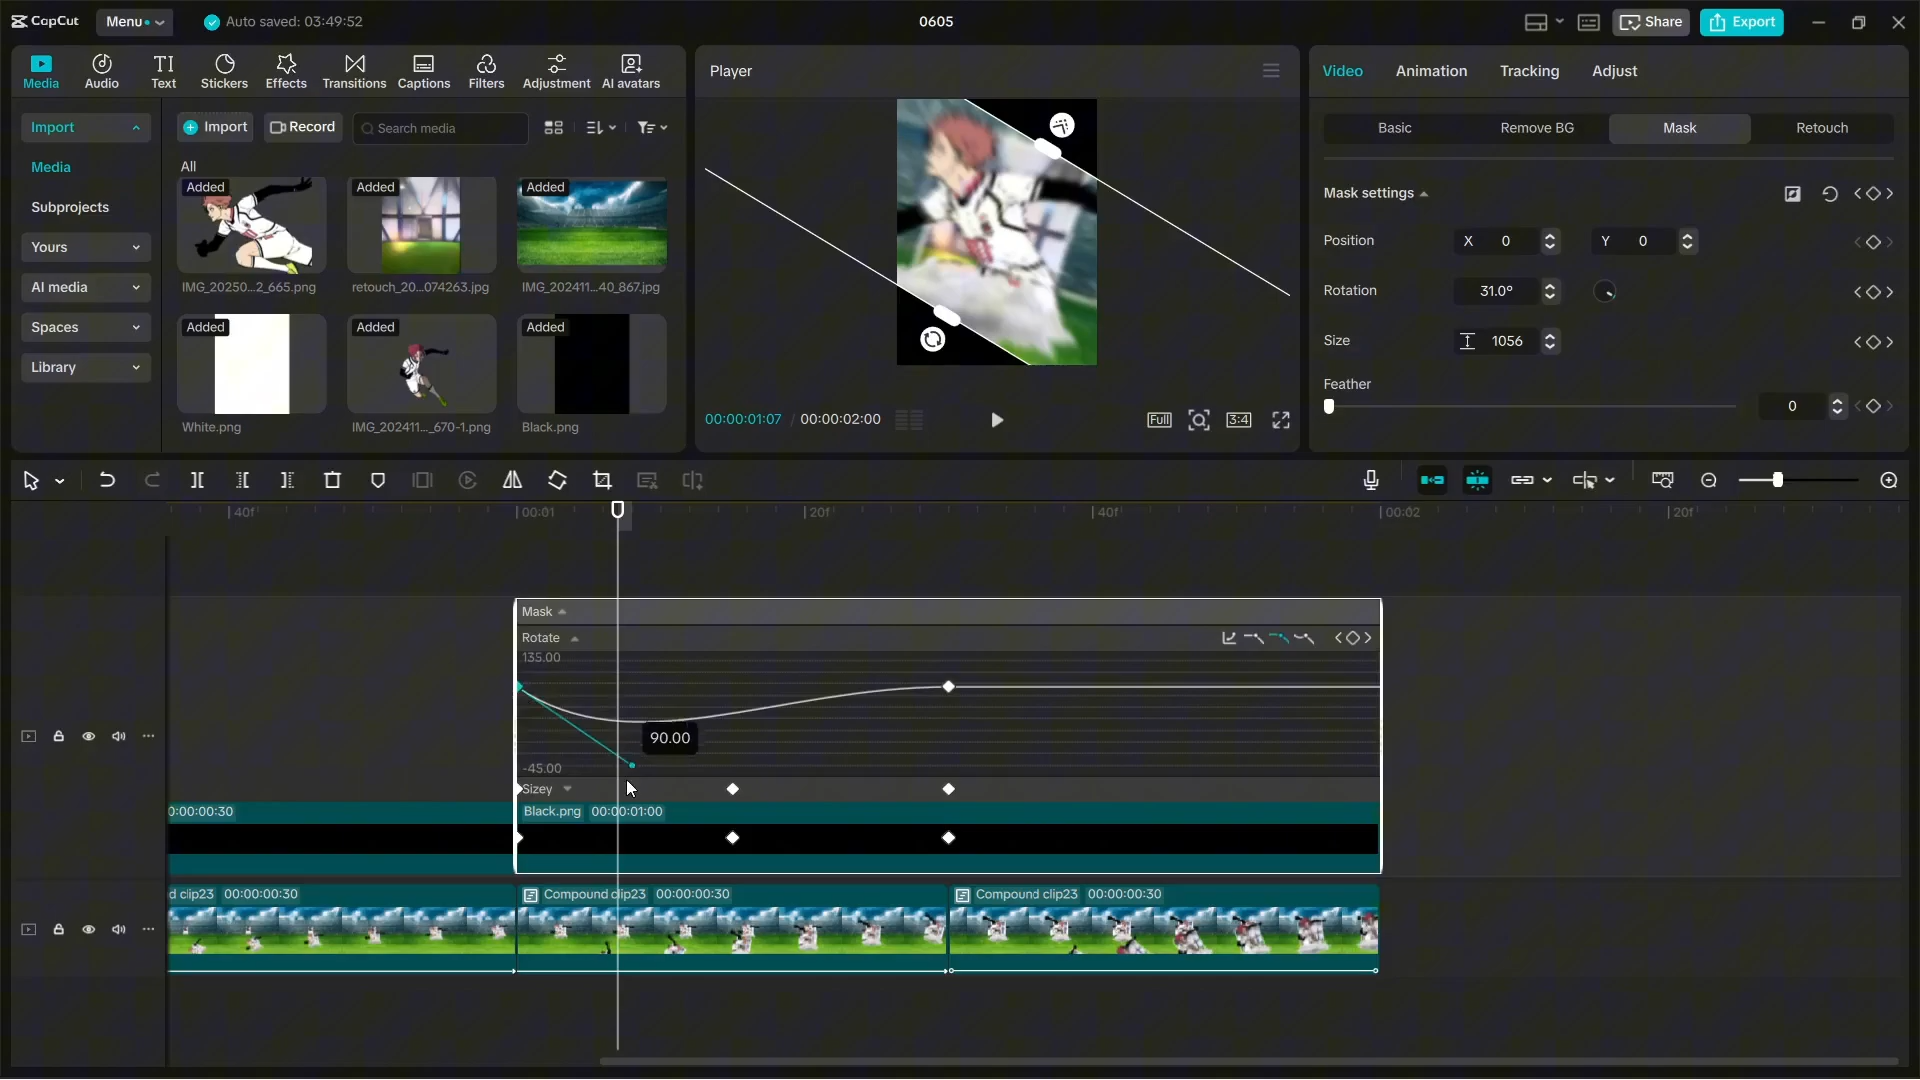 CapCut
Menu
Auto saved: 03:49:52
0605
Share
Export
Media
Audio
Text
Stickers
Effects
Transitions
Captions
Filters
Adjustment
AI avatars
Import
Media
Subprojects
Yours
AI media
Spaces
Library
Import
Record
Search media
All
Added
Added
Added
IMG_20250...2_665.png
retouch_20...074263.jpg
IMG_202411...40_867.jpg
Added
Added
Added
White.png
IMG_202411..._670-1.png
Black.png
Player
00:00:01:07 / 00:00:02:00
Full
3:4
Video
Animation
Tracking
Adjust
Basic
Remove BG
Mask
Retouch
Mask settings
Position
X 0
Y 0
Rotation
31.0°
Size
1056
Feather
0
40f
00:01
20f
40f
00:02
20f
Mask
Rotate
135.00
90.00
-45.00
Sizey
0:00:00:30
Black.png 00:00:01:00
d clip23 00:00:00:30
Compound clip23 00:00:00:30
Compound clip23 00:00:00:30